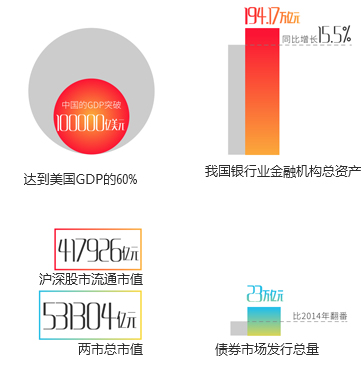 中国的GDP突破
100000亿美元
达到美国GDP的60%
194.17万亿元
同比增长15.5%
我国银行业金融机构总资产
417926亿元
沪深股市流通市值
531304亿元
两市总市值
23万亿元
比2014年翻番
债券市场发行总量